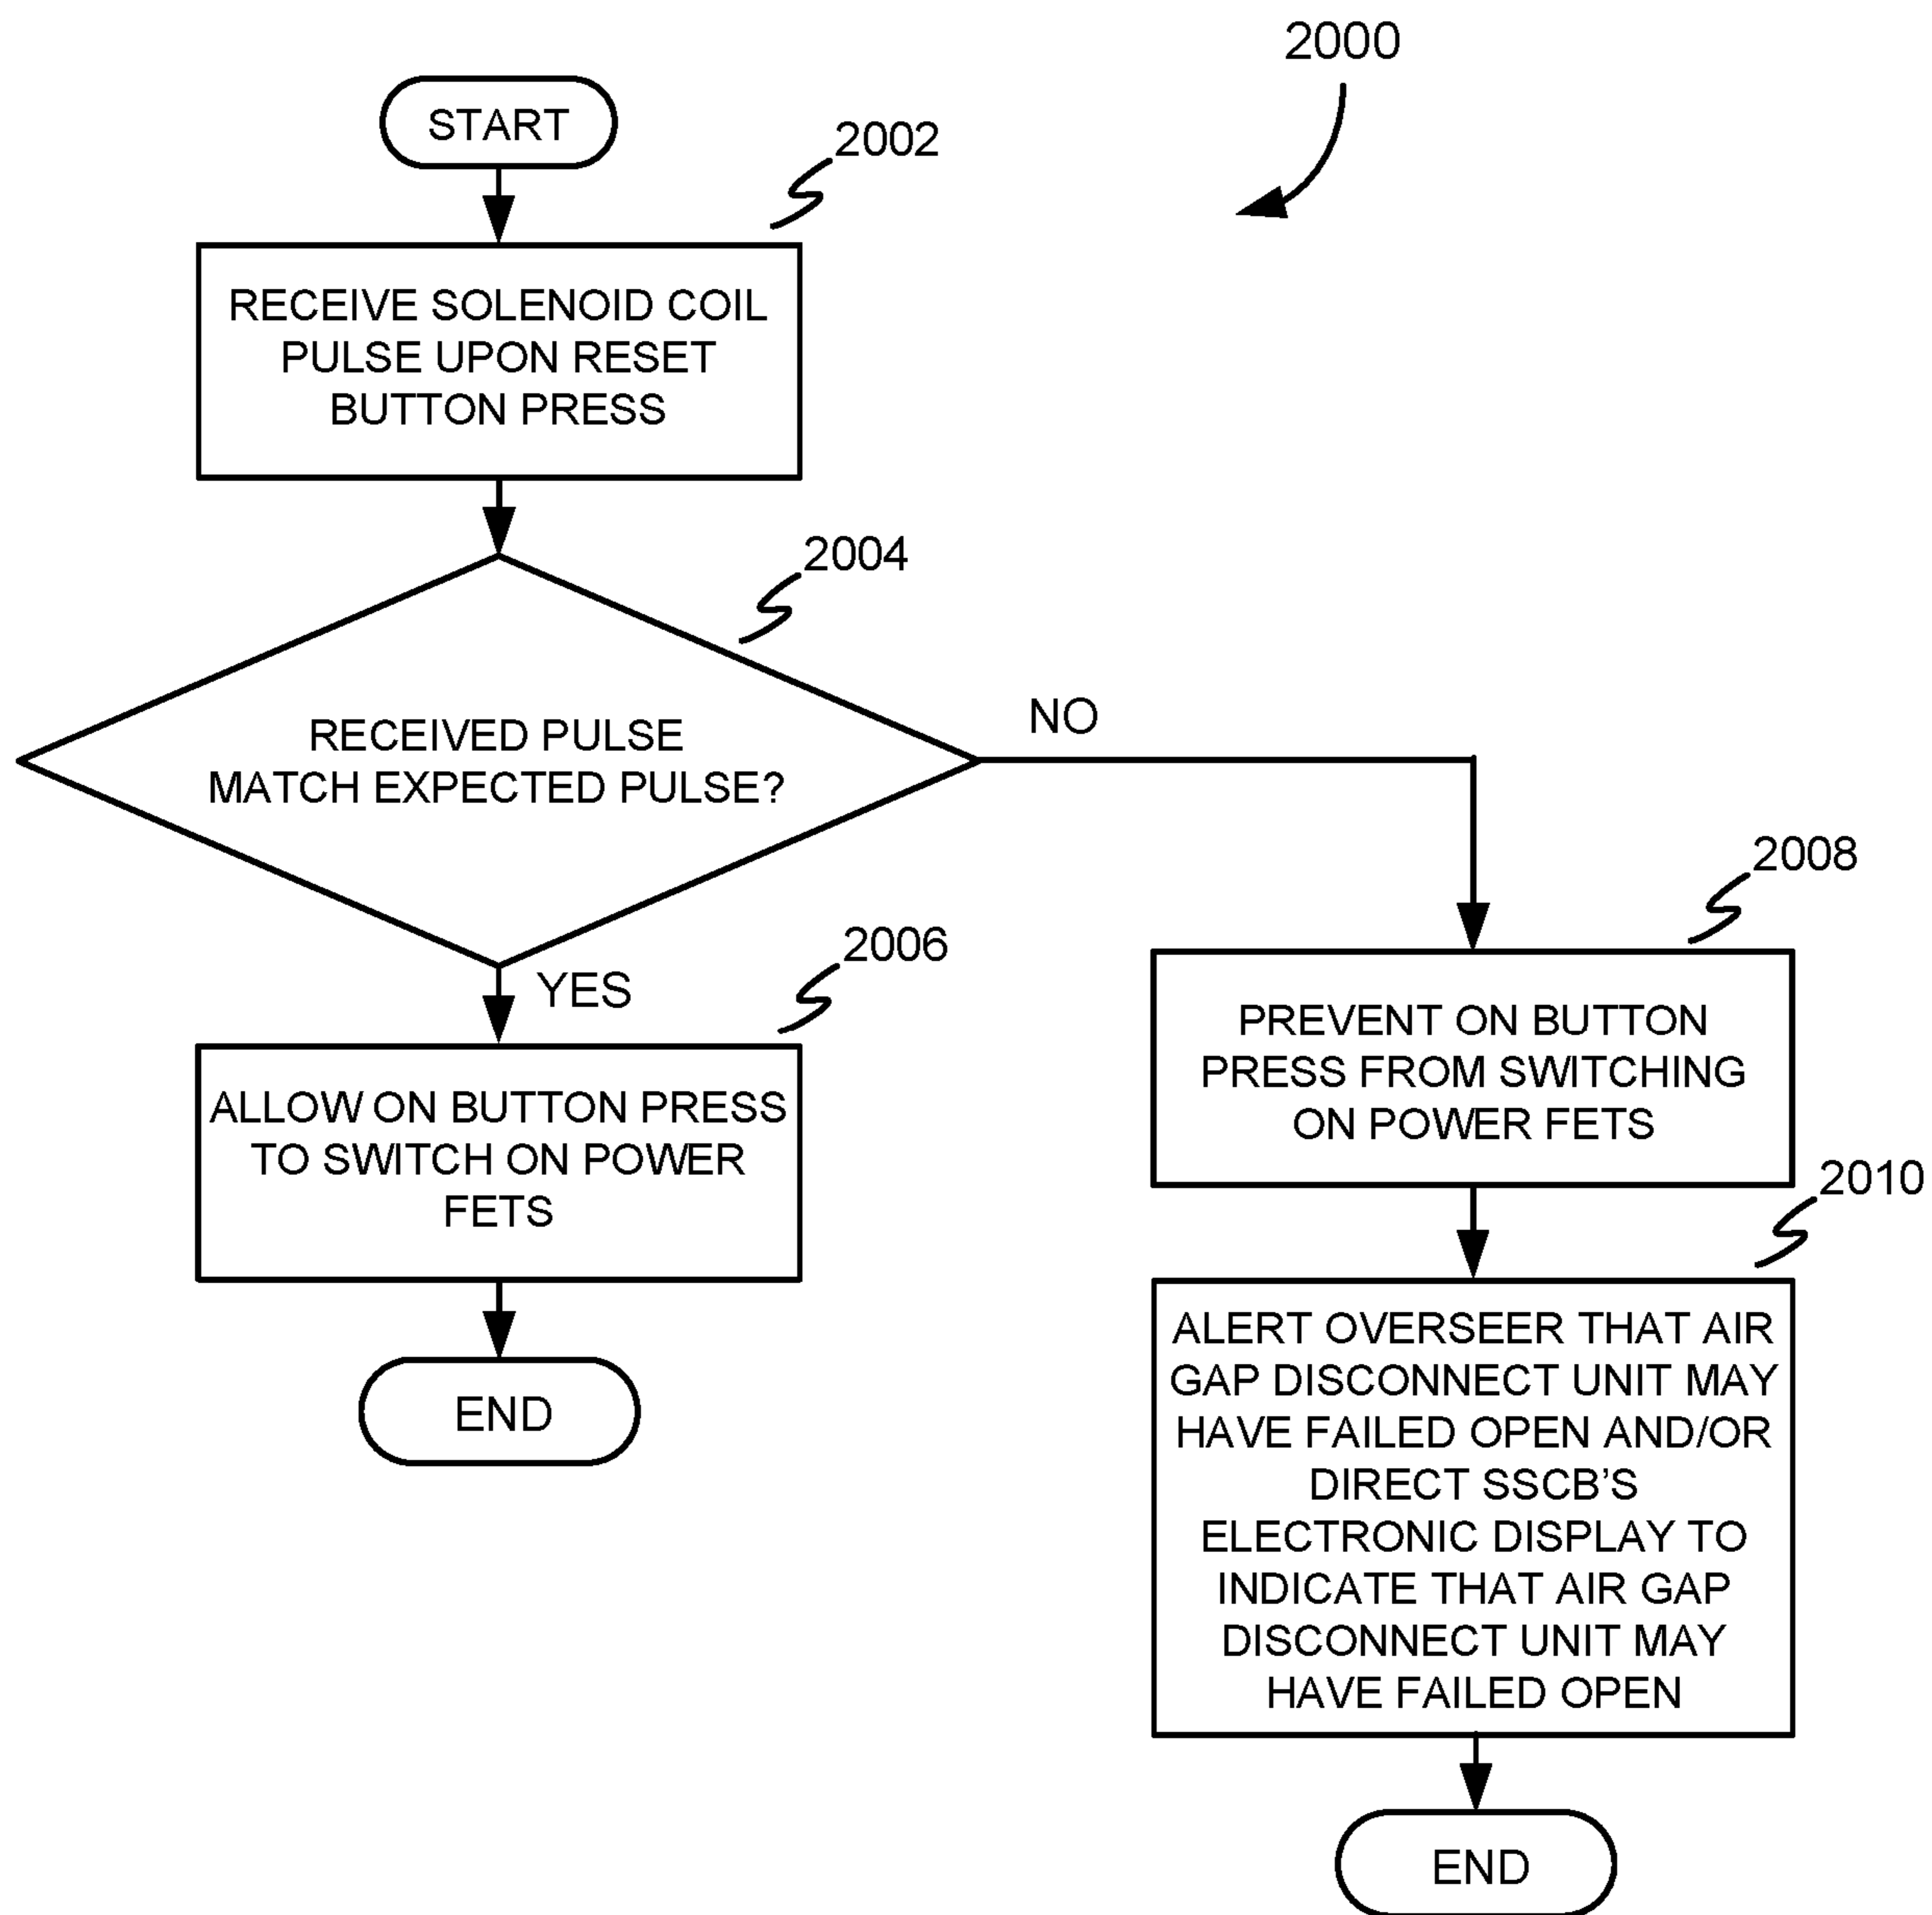 2000
START
2002
RECEIVE SOLENOID COIL
PULSE UPON RESET
BUTTON PRESS
2004
RECEIVED PULSE
MATCH EXPECTED PULSE?
NO
YES
2006
ALLOW ON BUTTON PRESS
TO SWITCH ON POWER
FETS
END
2008
PREVENT ON BUTTON
PRESS FROM SWITCHING
ON POWER FETS
2010
ALERT OVERSEER THAT AIR
GAP DISCONNECT UNIT MAY
HAVE FAILED OPEN AND/OR
DIRECT SSCB’S
ELECTRONIC DISPLAY TO
INDICATE THAT AIR GAP
DISCONNECT UNIT MAY
HAVE FAILED OPEN
END